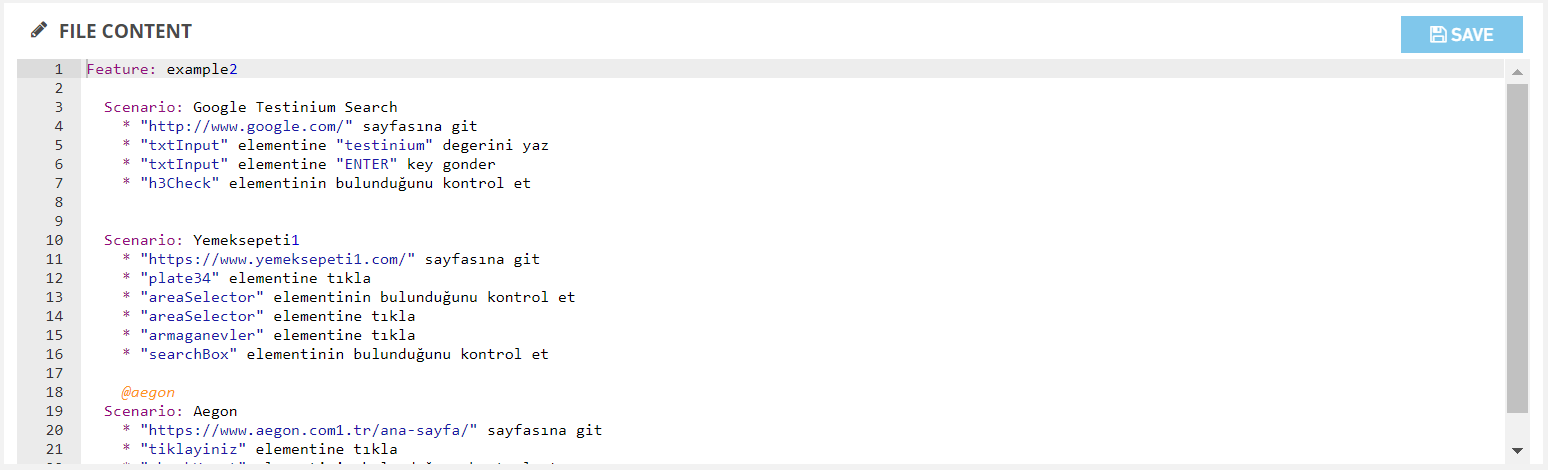 FILE CONTENT
SAVE
1 Feature: example2
2
3 Scenario: Google Testinium Search
4 * "http://www.google.com/" sayfasına git
5 * "txtInput" elementine "testinium" degerini yaz
6 * "txtInput" elementine "ENTER" key gonder
7 * "h3Check" elementinin bulunduğunu kontrol et
8
9
10 Scenario: Yemeksepeti1
11 * "https://www.yemeksepeti1.com/" sayfasına git
12 * "plate34" elementine tıkla
13 * "areaSelector" elementinin bulunduğunu kontrol et
14 * "areaSelector" elementine tıkla
15 * "armaganevler" elementine tıkla
16 * "searchBox" elementinin bulunduğunu kontrol et
17
18 @aegon
19 Scenario: Aegon
20 * "https://www.aegon.com1.tr/ana-sayfa/" sayfasına git
21 * "tiklayiniz" elementine tıkla